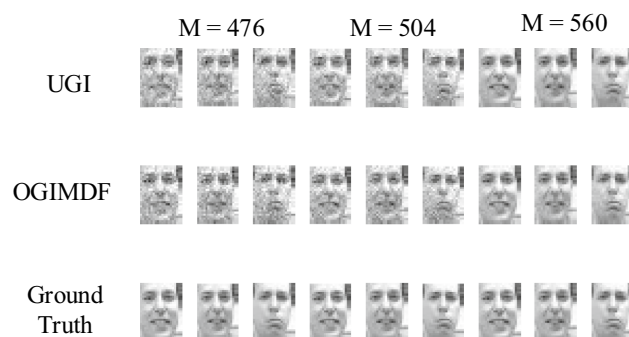 M = 476 M = 504 M = 560
UGI
OGIMDF
Ground
Truth